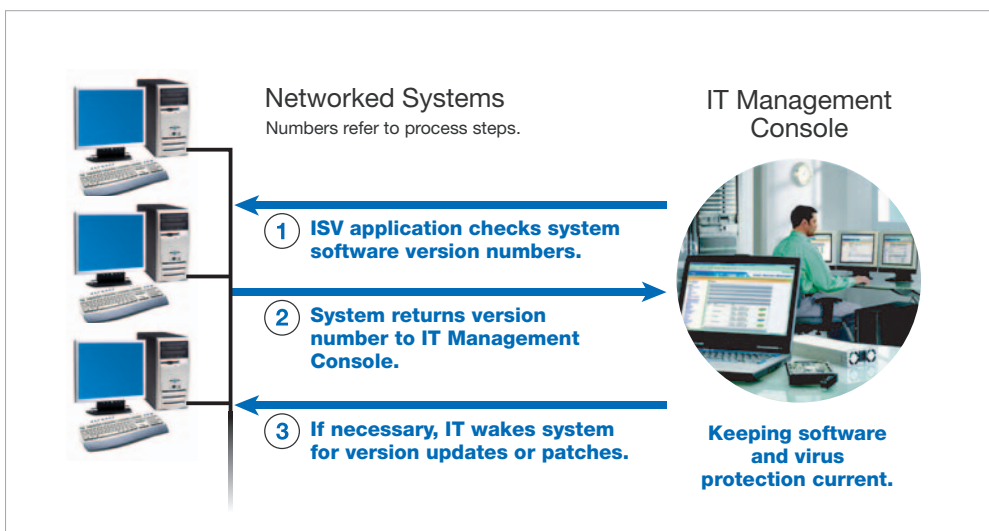 Networked Systems
Numbers refer to process steps.
IT Management
Console
1 ISV application checks system
software version numbers.
2 System returns version
number to IT Management
Console.
3 If necessary, IT wakes system
for version updates or patches.
Keeping software
and virus
protection current.